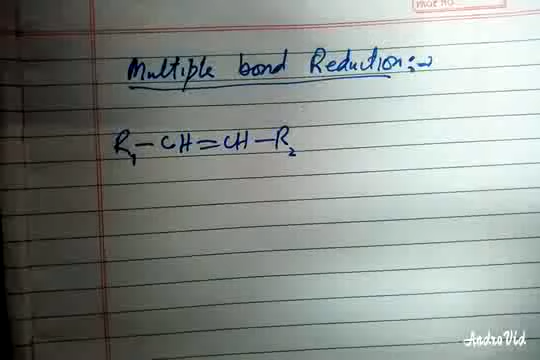 Multiple bond Reduction:→
R₁—CH=CH—R₂
AndroVid